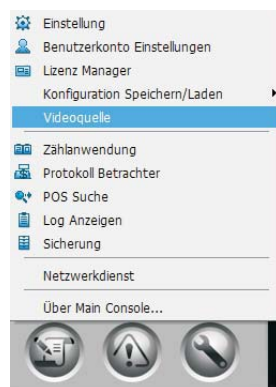 Einstellung
Benutzerkonto Einstellungen
Lizenz Manager
Konfiguration Speichern/Laden
Videoquelle
Zählanwendung
Protokoll Betrachter
POS Suche
Log Anzeigen
Sicherung
Netzwerkdienst
Über Main Console...